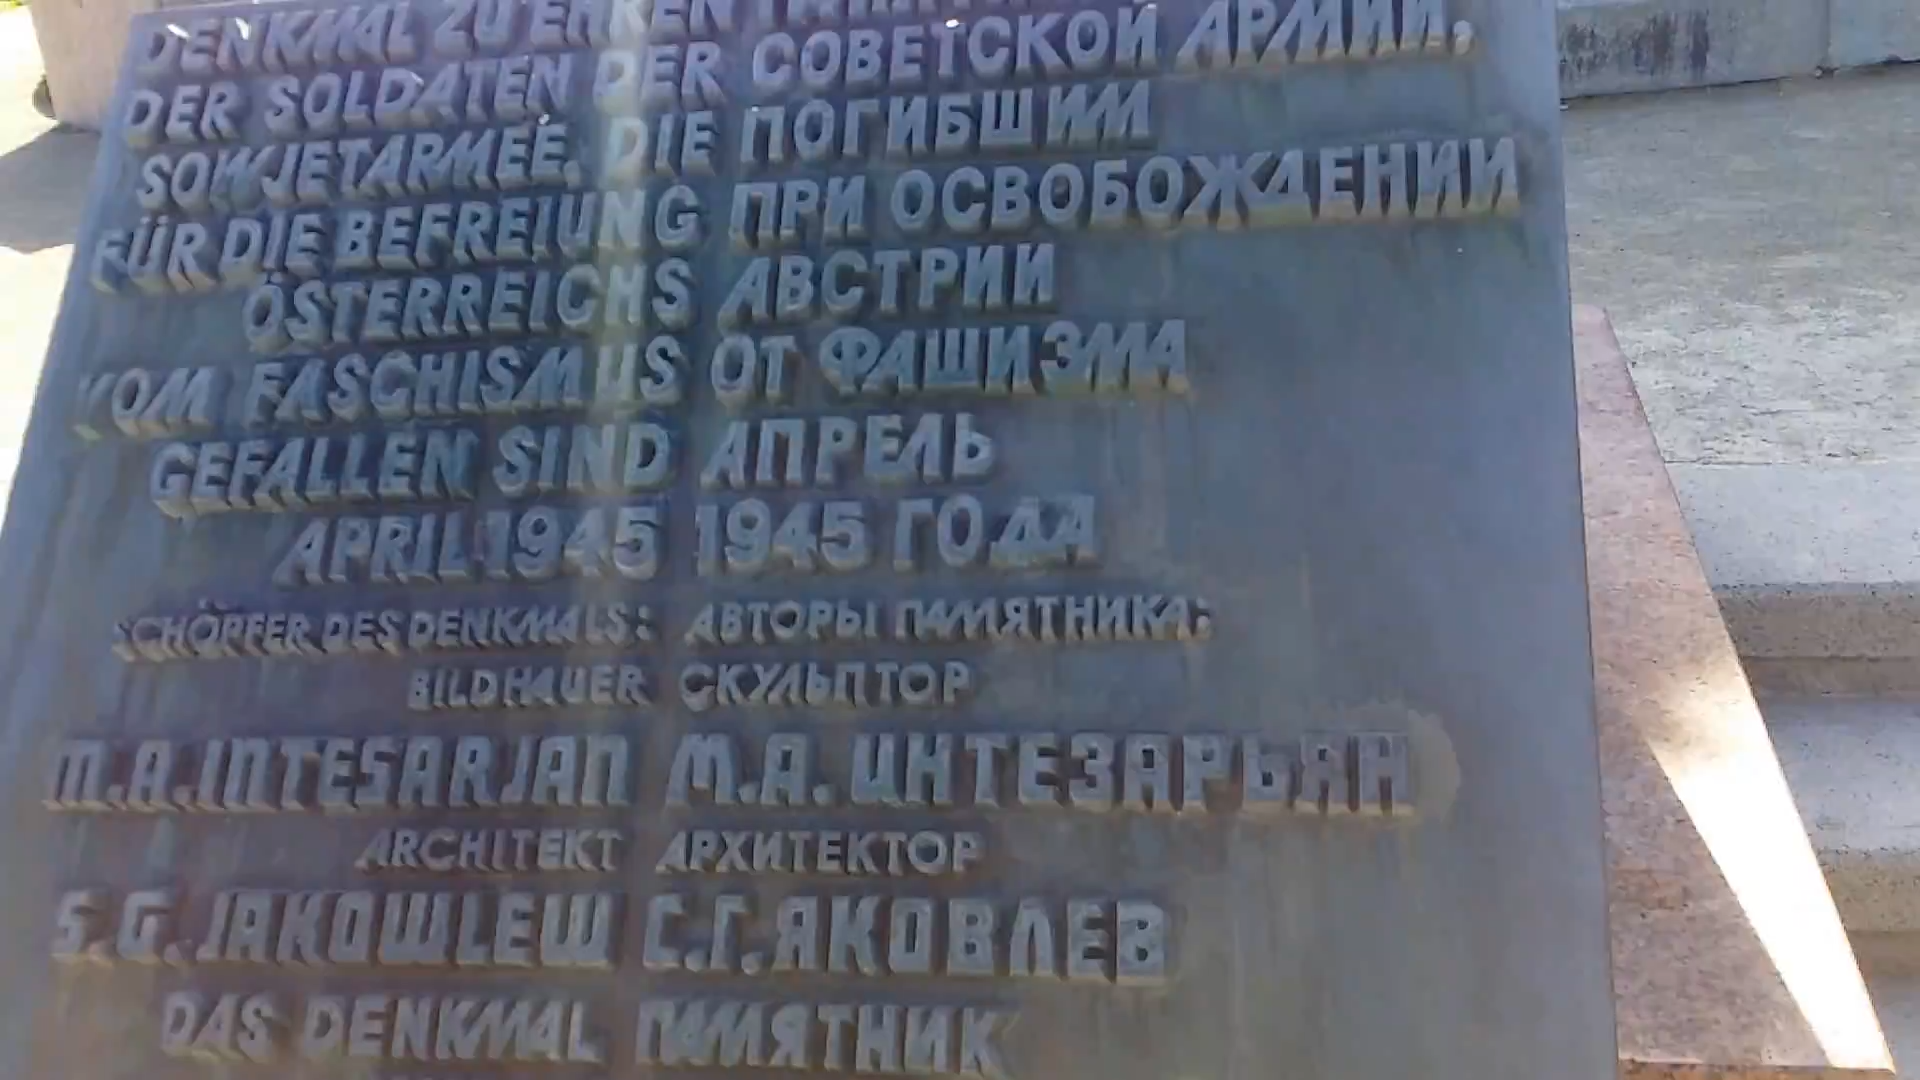 DENKMAL ZU EHREN
DER SOLDATEN DER СОВЕТСКОЙ АРМИИ,
SOWJETARMEE, DIE ПОГИБШИМ
FÜR DIE BEFREIUNG ПРИ ОСВОБОЖДЕНИИ
ÖSTERREICHS АВСТРИИ
VOM FASCHISMUS ОТ ФАШИЗМА
GEFALLEN SIND АПРЕЛЬ
APRIL 1945 1945 ГОДА
SCHÖPFER DES DENKMALS: АВТОРЫ ПАМЯТНИКА:
BILDHAUER СКУЛЬПТОР
M.A.INTESARJAN М.А. ИНТЕЗАРЬЯН
ARCHITEKT АРХИТЕКТОР
S.G.JAKOWLEW С.Г.ЯКОВЛЕВ
DAS DENKMAL ПАМЯТНИК